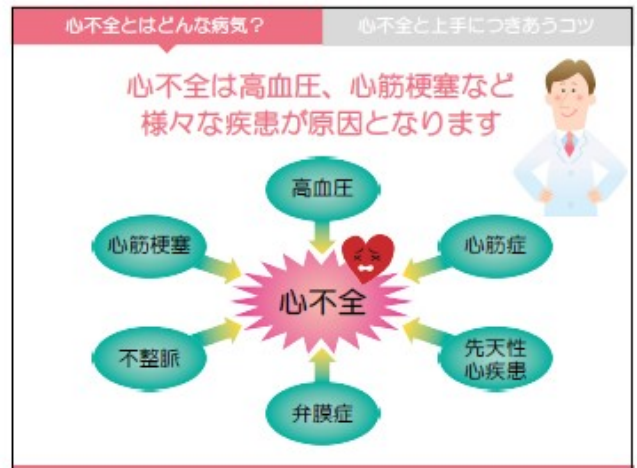 心不全とはどんな病気？
心不全と上手につきあうコツ
心不全は高血圧、心筋梗塞など
様々な疾患が原因となります
高血圧
心筋梗塞
心筋症
心不全
不整脈
先天性
心疾患
弁膜症